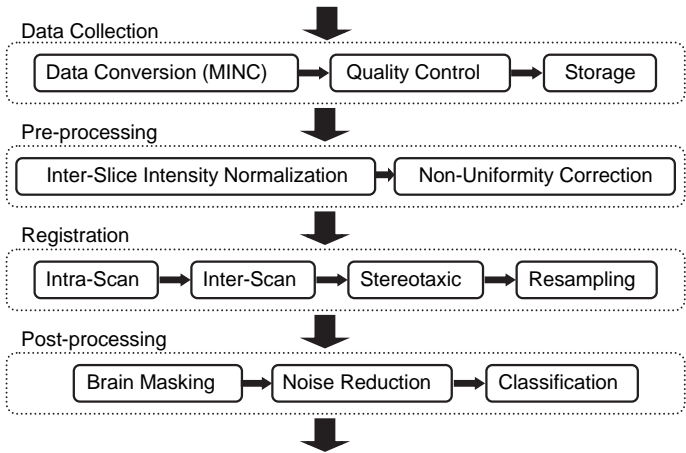 Data Collection
Data Conversion (MINC) Quality Control Storage
Pre-processing
Inter-Slice Intensity Normalization Non-Uniformity Correction
Registration
Intra-Scan Inter-Scan Stereotaxic Resampling
Post-processing
Brain Masking Noise Reduction Classification